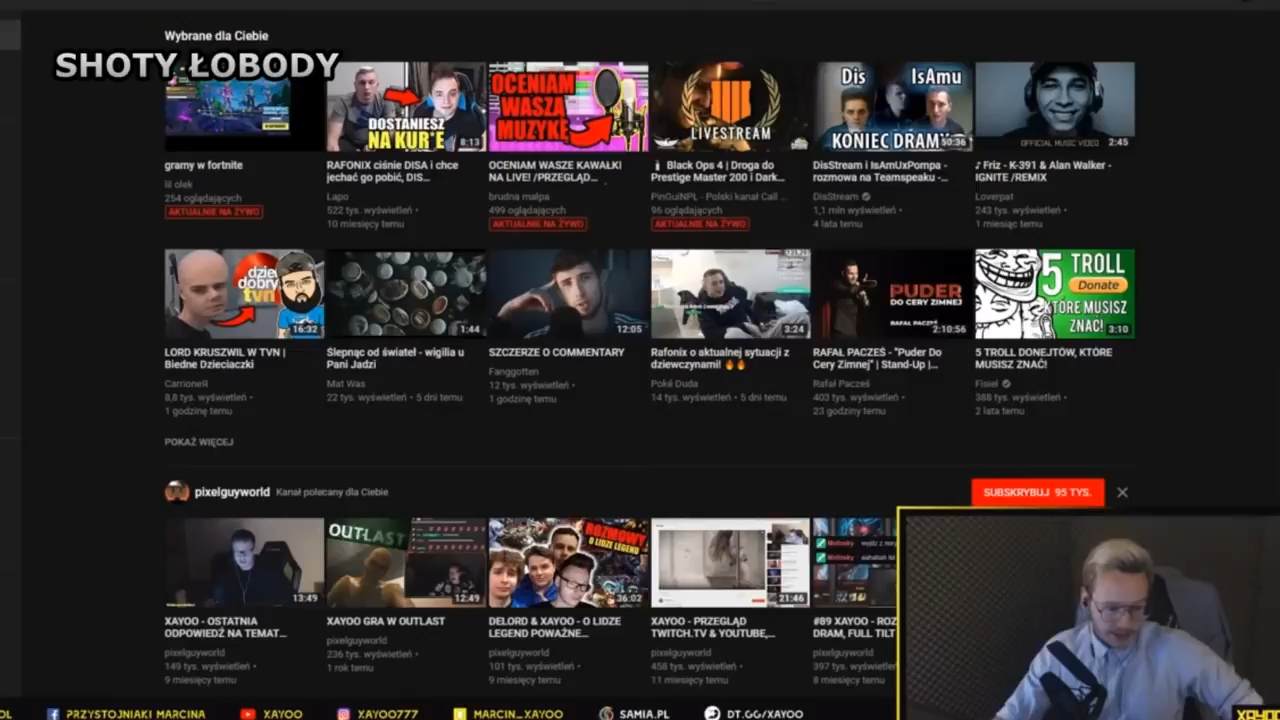 Wybrane dla Ciebie
SHOTY ŁOBODY
DOSTANIESZ
NA KUR*E
8:13
OCENIAM
WASZĄ
MUZYKĘ
LIVESTREAM
Dis IsAmu
KONIEC DRAMY
50:36
OFFICIAL MUSIC VIDEO 2:45
gramy w fortnite
lil olek
254 oglądających
AKTUALNIE NA ŻYWO
RAFONIX ciśnie DISA i chce
jechać go pobić, DIS...
Lapo
522 tys. wyświetleń •
10 miesięcy temu
OCENIAM WASZE KAWAŁKI
NA LIVE! /PRZEGLĄD...
brudna małpa
499 oglądających
AKTUALNIE NA ŻYWO
Black Ops 4 | Droga do
Prestige Master 200 i Dark...
PinGuiNPL - Polski kanał Call ...
96 oglądających
AKTUALNIE NA ŻYWO
DisStream i IsAmUxPompa -
rozmowa na Teamspeaku -...
DisStream
1,1 mln wyświetleń •
4 lata temu
♪ Friz - K-391 & Alan Walker -
IGNITE /REMIX
Loverpat
243 tys. wyświetleń •
1 miesiąc temu
dzień
dobry
tvn
16:32
1:44
12:05
3:24
PUDER
DO CERY ZIMNEJ
RAFAŁ PACZEŚ
2:10:56
5 TROLL
Donate
KTÓRE MUSISZ
ZNAĆ!
3:10
LORD KRUSZWIL W TVN |
Biedne Dzieciaczki
CarrioneЯ
8,8 tys. wyświetleń •
1 godzinę temu
Ślepnąc od świateł - wigilia u
Pani Jadzi
Mat Was
22 tys. wyświetleń • 5 dni temu
SZCZERZE O COMMENTARY
Fanggotten
12 tys. wyświetleń •
1 godzinę temu
Rafonix o aktualnej sytuacji z
dziewczynami! 🔥🔥
Poké Duda
14 tys. wyświetleń • 5 dni temu
RAFAŁ PACZEŚ - "Puder Do
Cery Zimnej" | Stand-Up |...
Rafał Pacześ
403 tys. wyświetleń •
23 godziny temu
5 TROLL DONEJTÓW, KTÓRE
MUSISZ ZNAĆ!
Fisiel
388 tys. wyświetleń •
2 lata temu
POKAŻ WIĘCEJ
pixelguyworld Kanał polecany dla Ciebie
SUBSKRYBUJ 95 TYS.
13:49
OUTLAST
12:49
ROZMOWY
O LIDZE LEGEND
36:02
21:46
XAYOO - OSTATNIA
ODPOWIEDŹ NA TEMAT...
pixelguyworld
149 tys. wyświetleń •
9 miesięcy temu
XAYOO GRA W OUTLAST
pixelguyworld
236 tys. wyświetleń •
1 rok temu
DELORD & XAYOO - O LIDZE
LEGEND POWAŻNE...
pixelguyworld
101 tys. wyświetleń •
9 miesięcy temu
XAYOO - PRZEGLĄD
TWITCH.TV & YOUTUBE,...
pixelguyworld
458 tys. wyświetleń •
11 miesięcy temu
#89 XAYOO - ROZ
DRAM, FULL TILT
pixelguyworld
397 tys. wyświetleń
8 miesięcy temu
PRZYSTOJNIAKI MARCINA
XAYOO
XAYOO777
MARCIN_XAYOO
SAMIA.PL
DT.GG/XAYOO
XAYOO